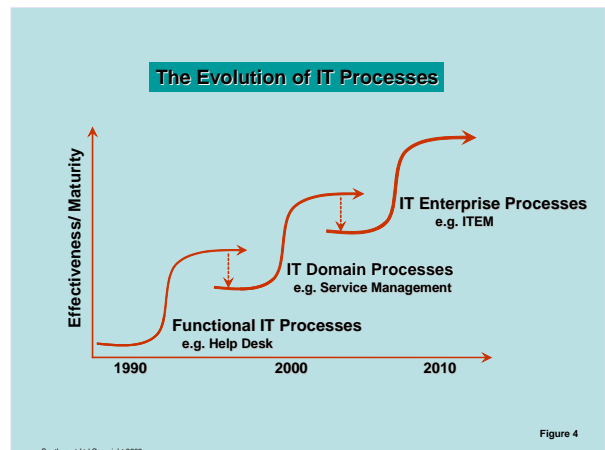 The Evolution of IT Processes
Effectiveness/ Maturity
IT Enterprise Processes
e.g. ITEM
IT Domain Processes
e.g. Service Management
Functional IT Processes
e.g. Help Desk
1990 2000 2010
Figure 4